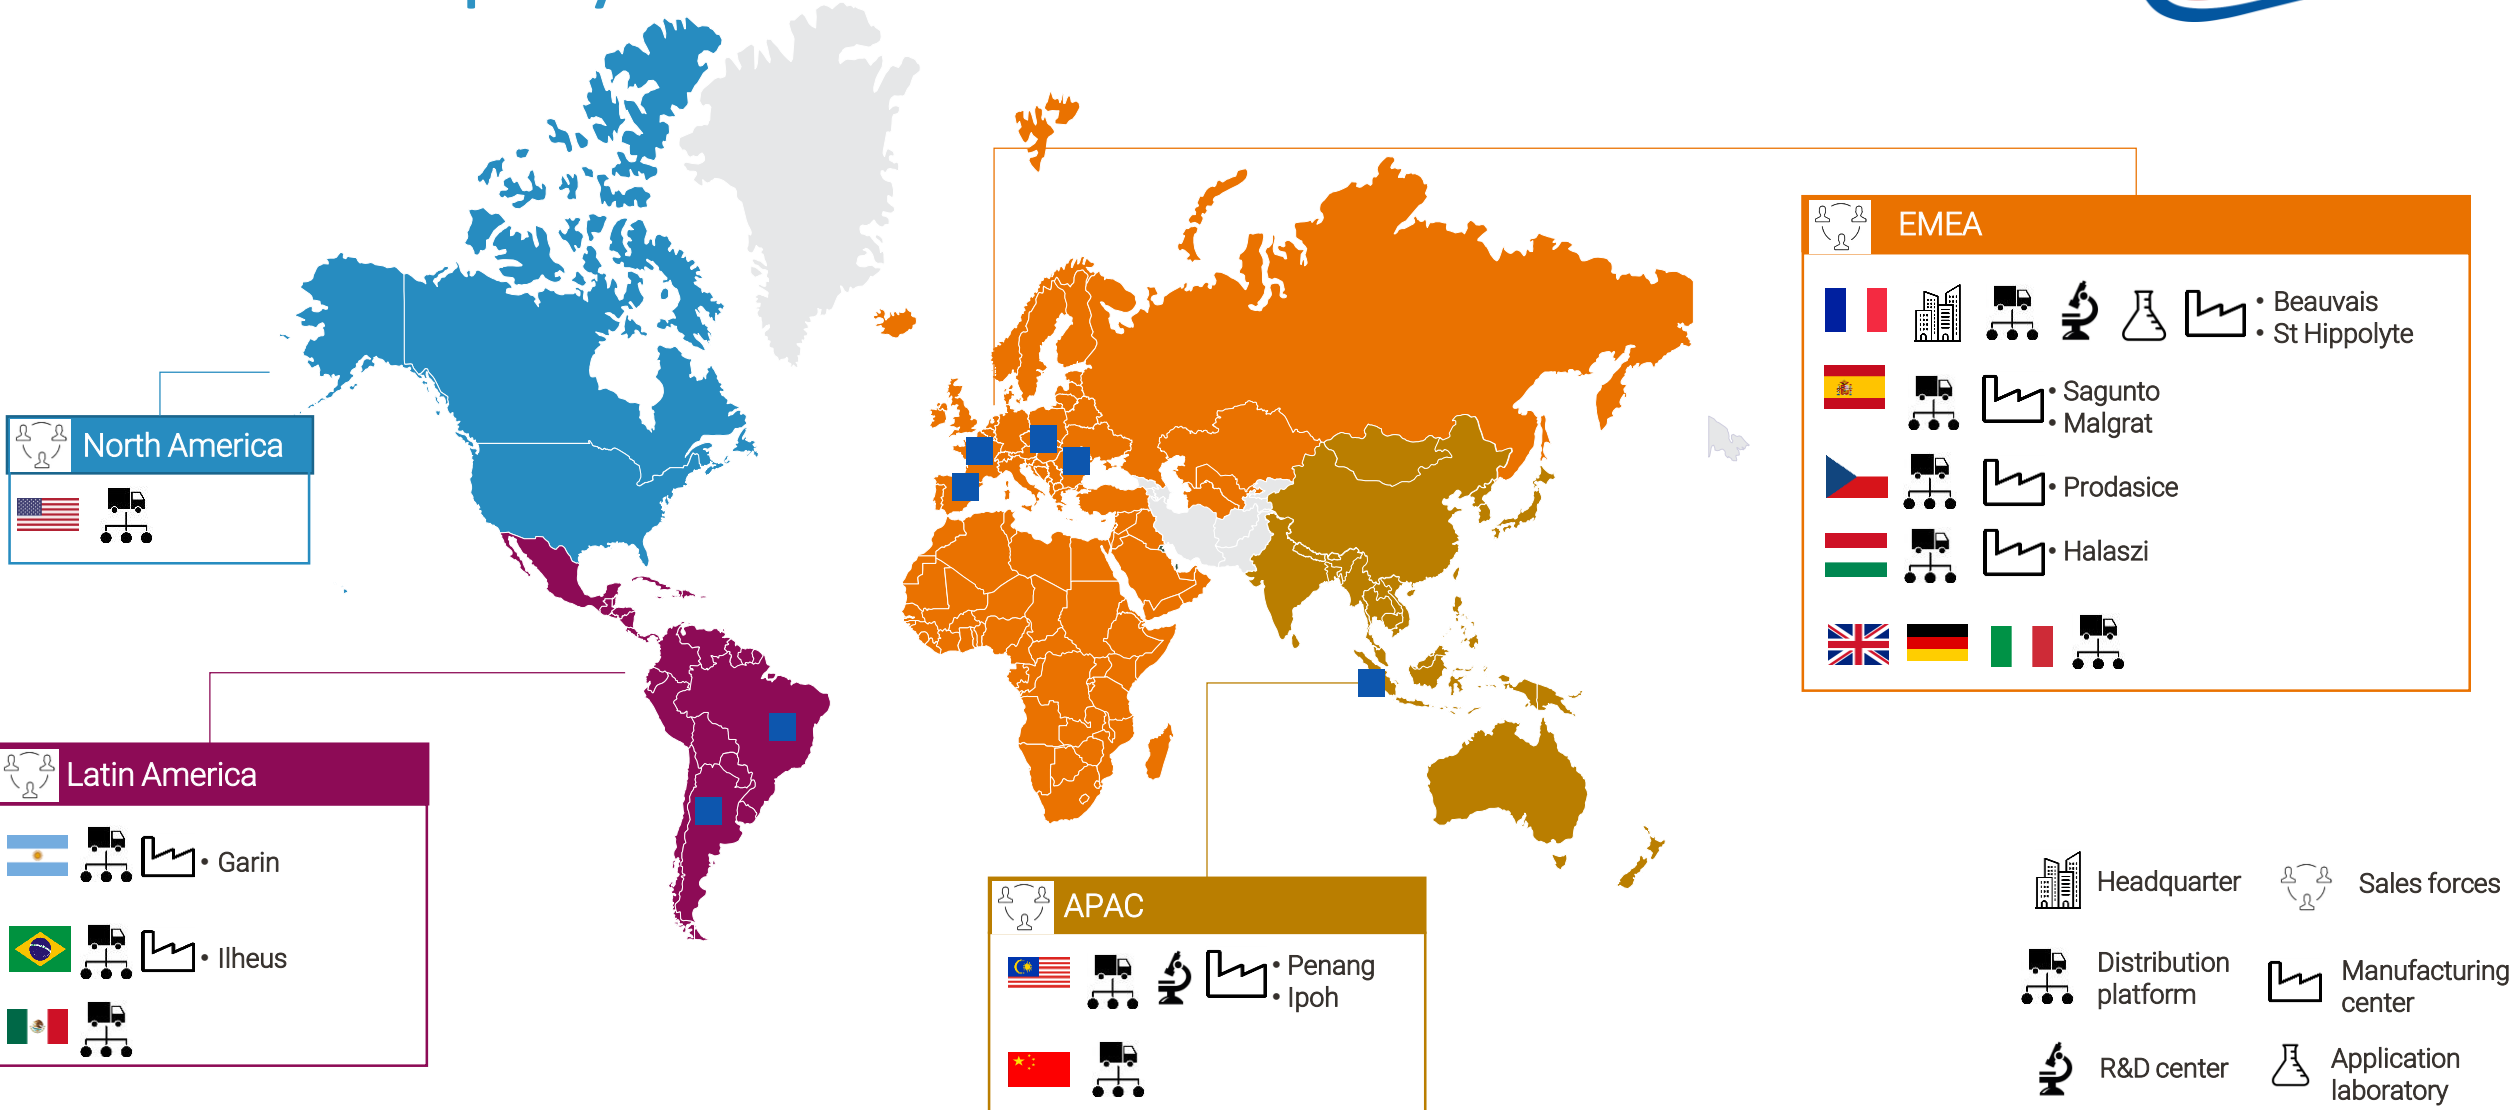 North America
Latin America
• Garin
• Ilheus
APAC
• Penang
• Ipoh
EMEA
• Beauvais
• St Hippolyte
• Sagunto
• Malgrat
• Prodasice
• Halaszi
Headquarter
Sales forces
Distribution
platform
Manufacturing
center
R&D center
Application
laboratory